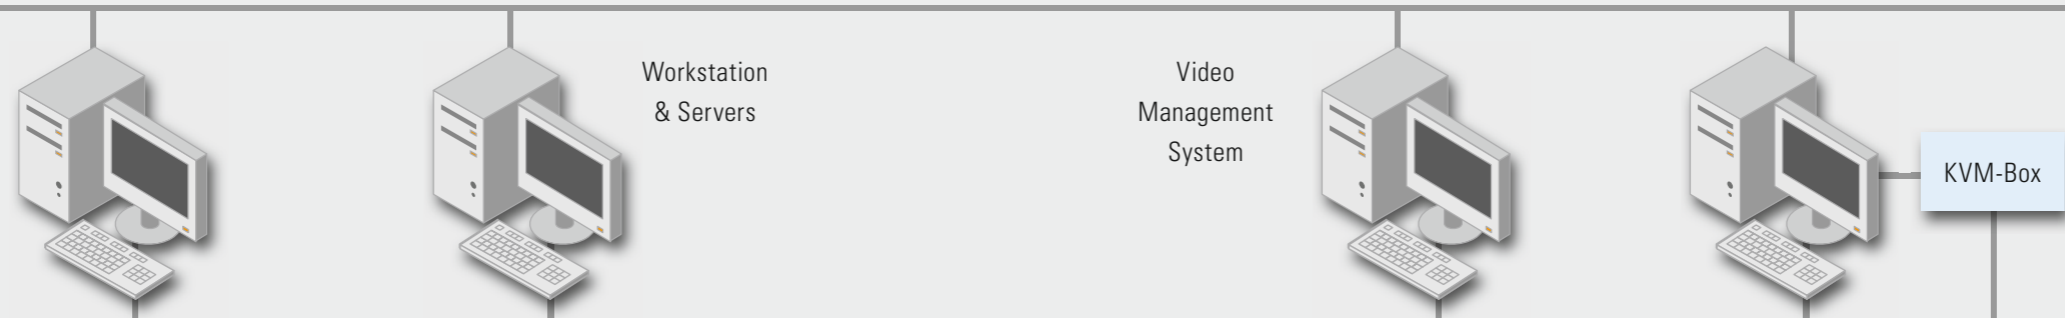 Workstation
& Servers
Video
Management
System
KVM-Box